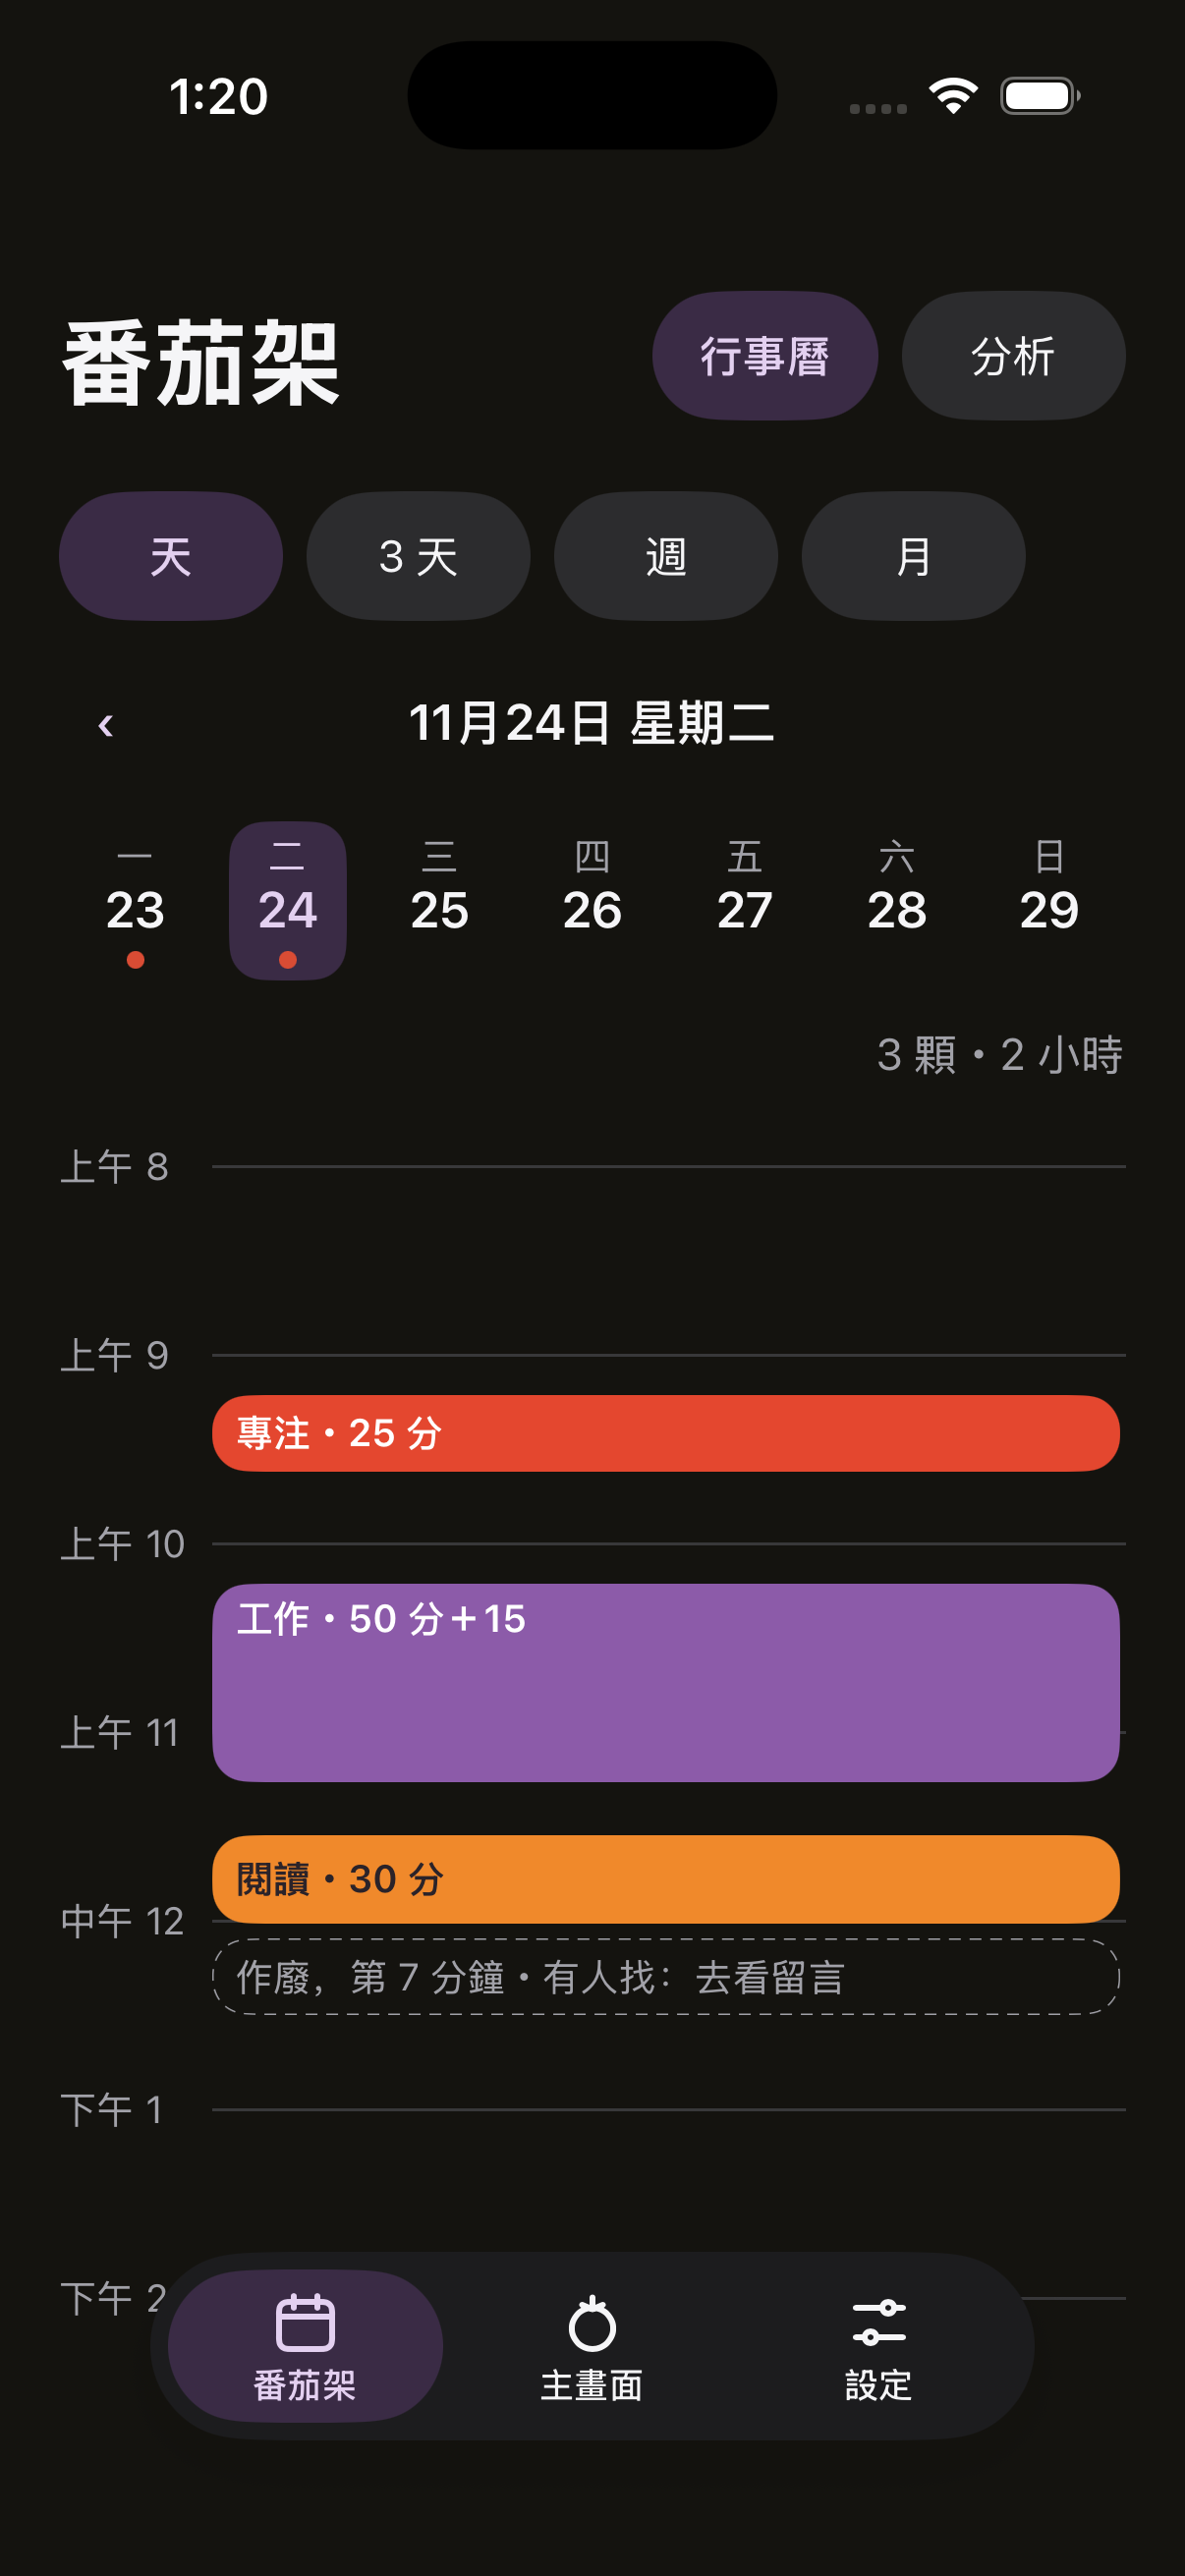 1:20
番茄架
行事曆
分析
天
3 天
週
月
‹
11月24日 星期二
一 二 三 四 五 六 日
23 24 25 26 27 28 29
3 顆・2 小時
上午 8
上午 9
專注・25 分
上午 10
工作・50 分＋15
上午 11
閱讀・30 分
中午 12
作廢，第 7 分鐘・有人找：去看留言
下午 1
下午 2
番茄架
主畫面
設定